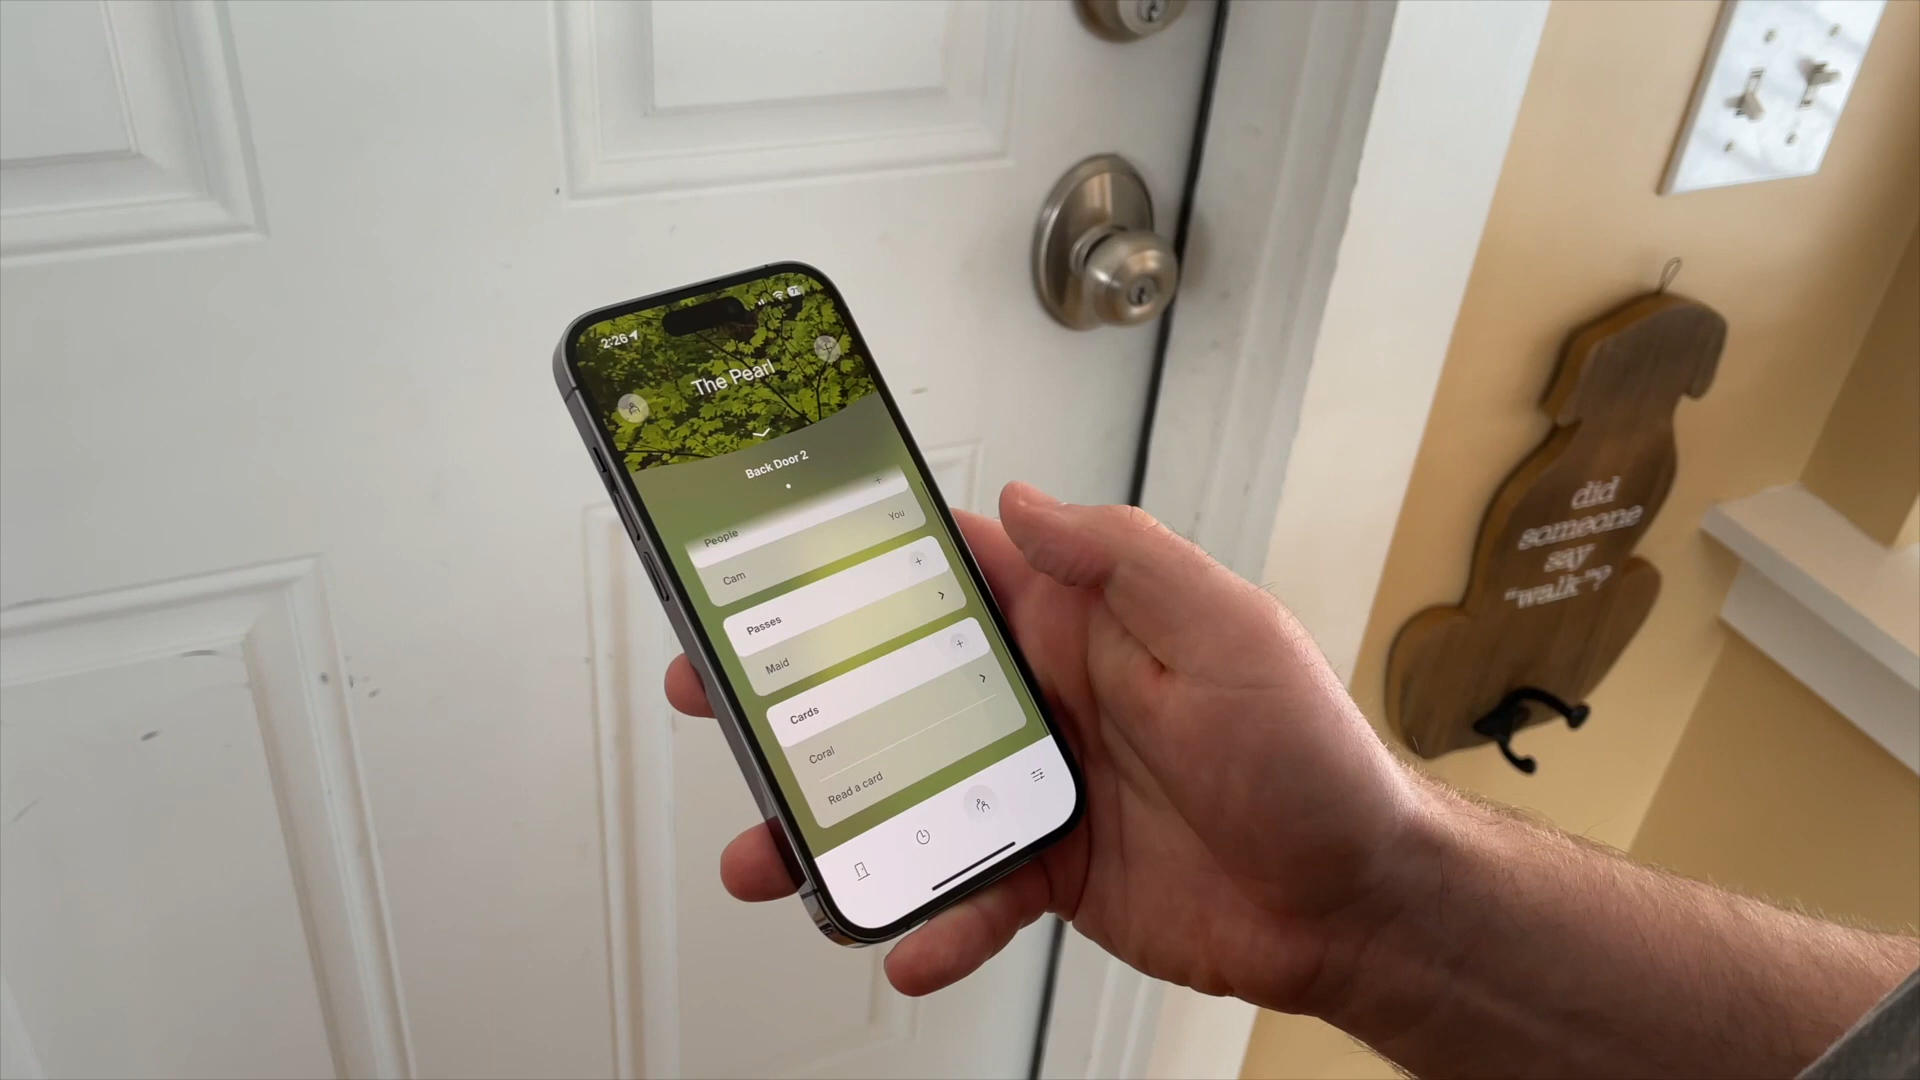 2:26
The Pearl
Back Door 2
People
You
Cam
Passes
Maid
Cards
Coral
Read a card
did
someone
say
"walk"?